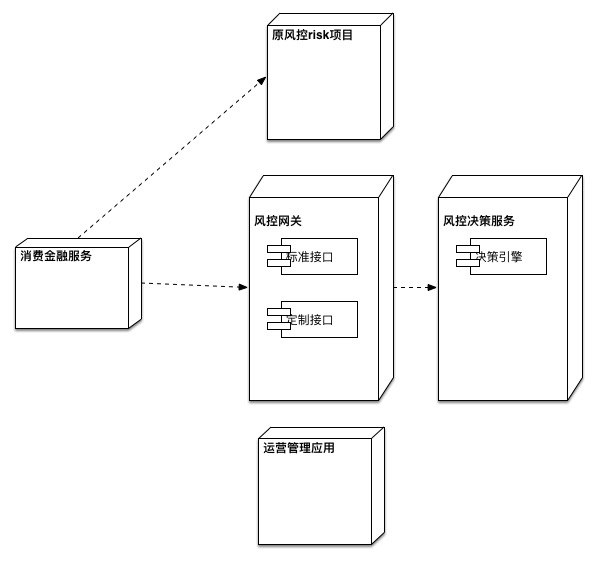 原风控risk项目
风控网关
风控决策服务
消费金融服务
标准接口
决策引擎
定制接口
运营管理应用